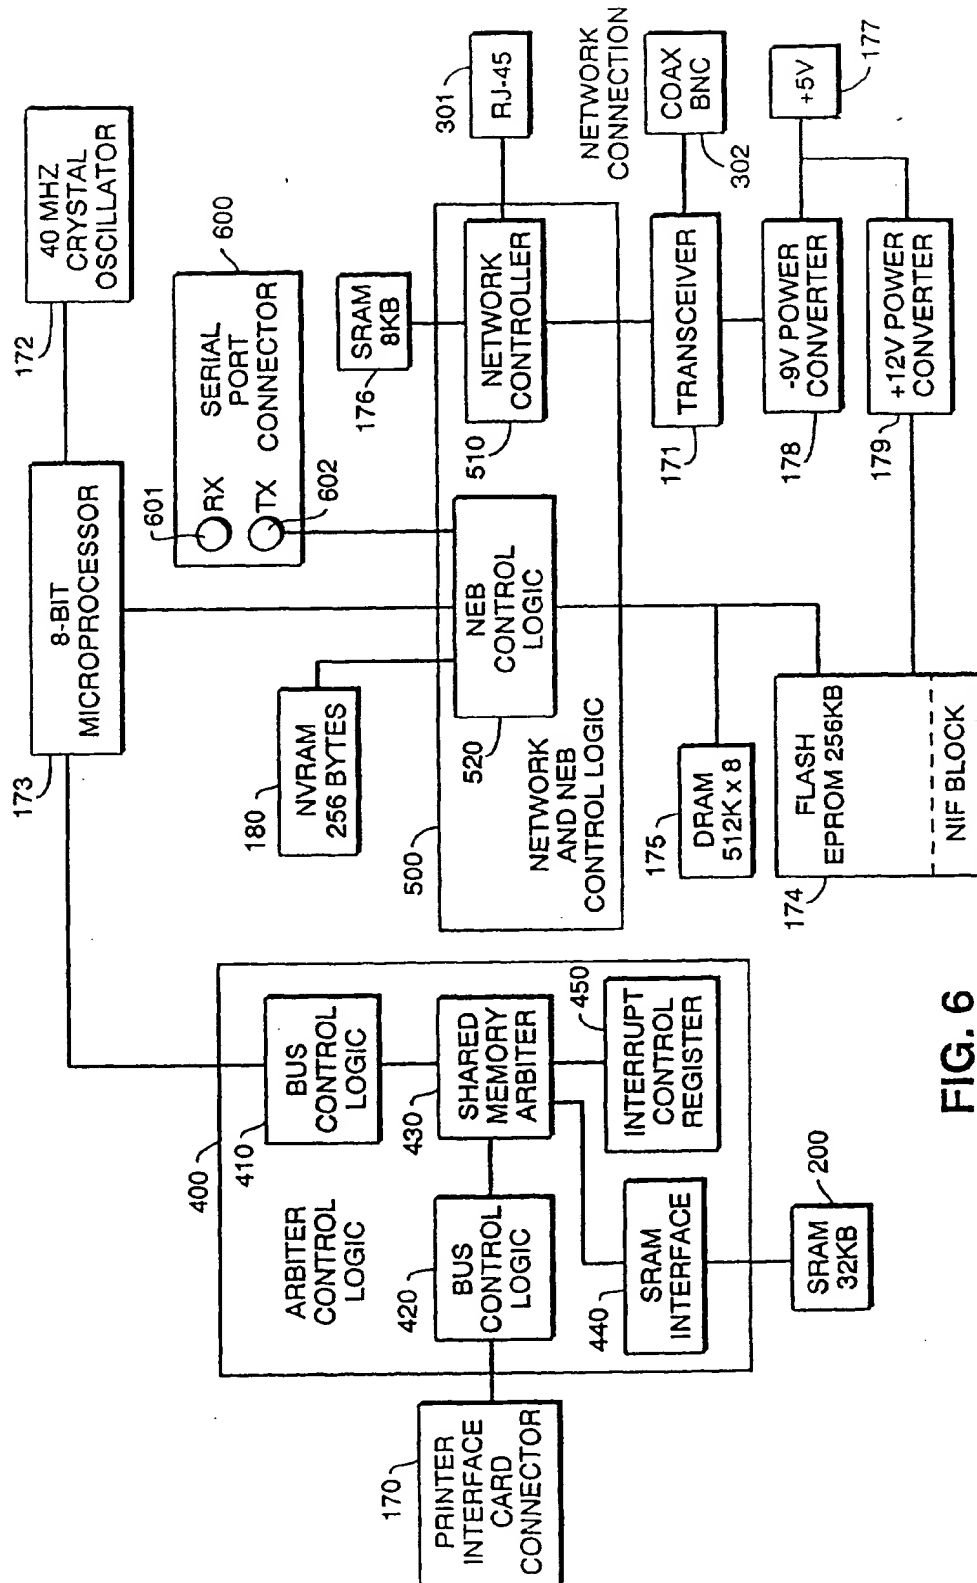 172
40 MHZ
CRYSTAL
OSCILLATOR
173
8-BIT
MICROPROCESSOR
600
SERIAL
PORT
CONNECTOR
601
RX
TX
602
180
NVRAM
256 BYTES
176
SRAM
8KB
301
RJ-45
500
NETWORK
AND NEB
CONTROL LOGIC
520
NEB
CONTROL
LOGIC
510
NETWORK
CONTROLLER
NETWORK
CONNECTION
COAX
BNC
302
171
TRANSCEIVER
+5V
177
178
-9V POWER
CONVERTER
179
+12V POWER
CONVERTER
175
DRAM
512K x 8
174
FLASH
EPROM 256KB
NIF BLOCK
400
ARBITER
CONTROL
LOGIC
410
BUS
CONTROL
LOGIC
420
BUS
CONTROL
LOGIC
430
SHARED
MEMORY
ARBITER
440
SRAM
INTERFACE
450
INTERRUPT
CONTROL
REGISTER
170
PRINTER
INTERFACE
CARD
CONNECTOR
200
SRAM
32KB
FIG. 6